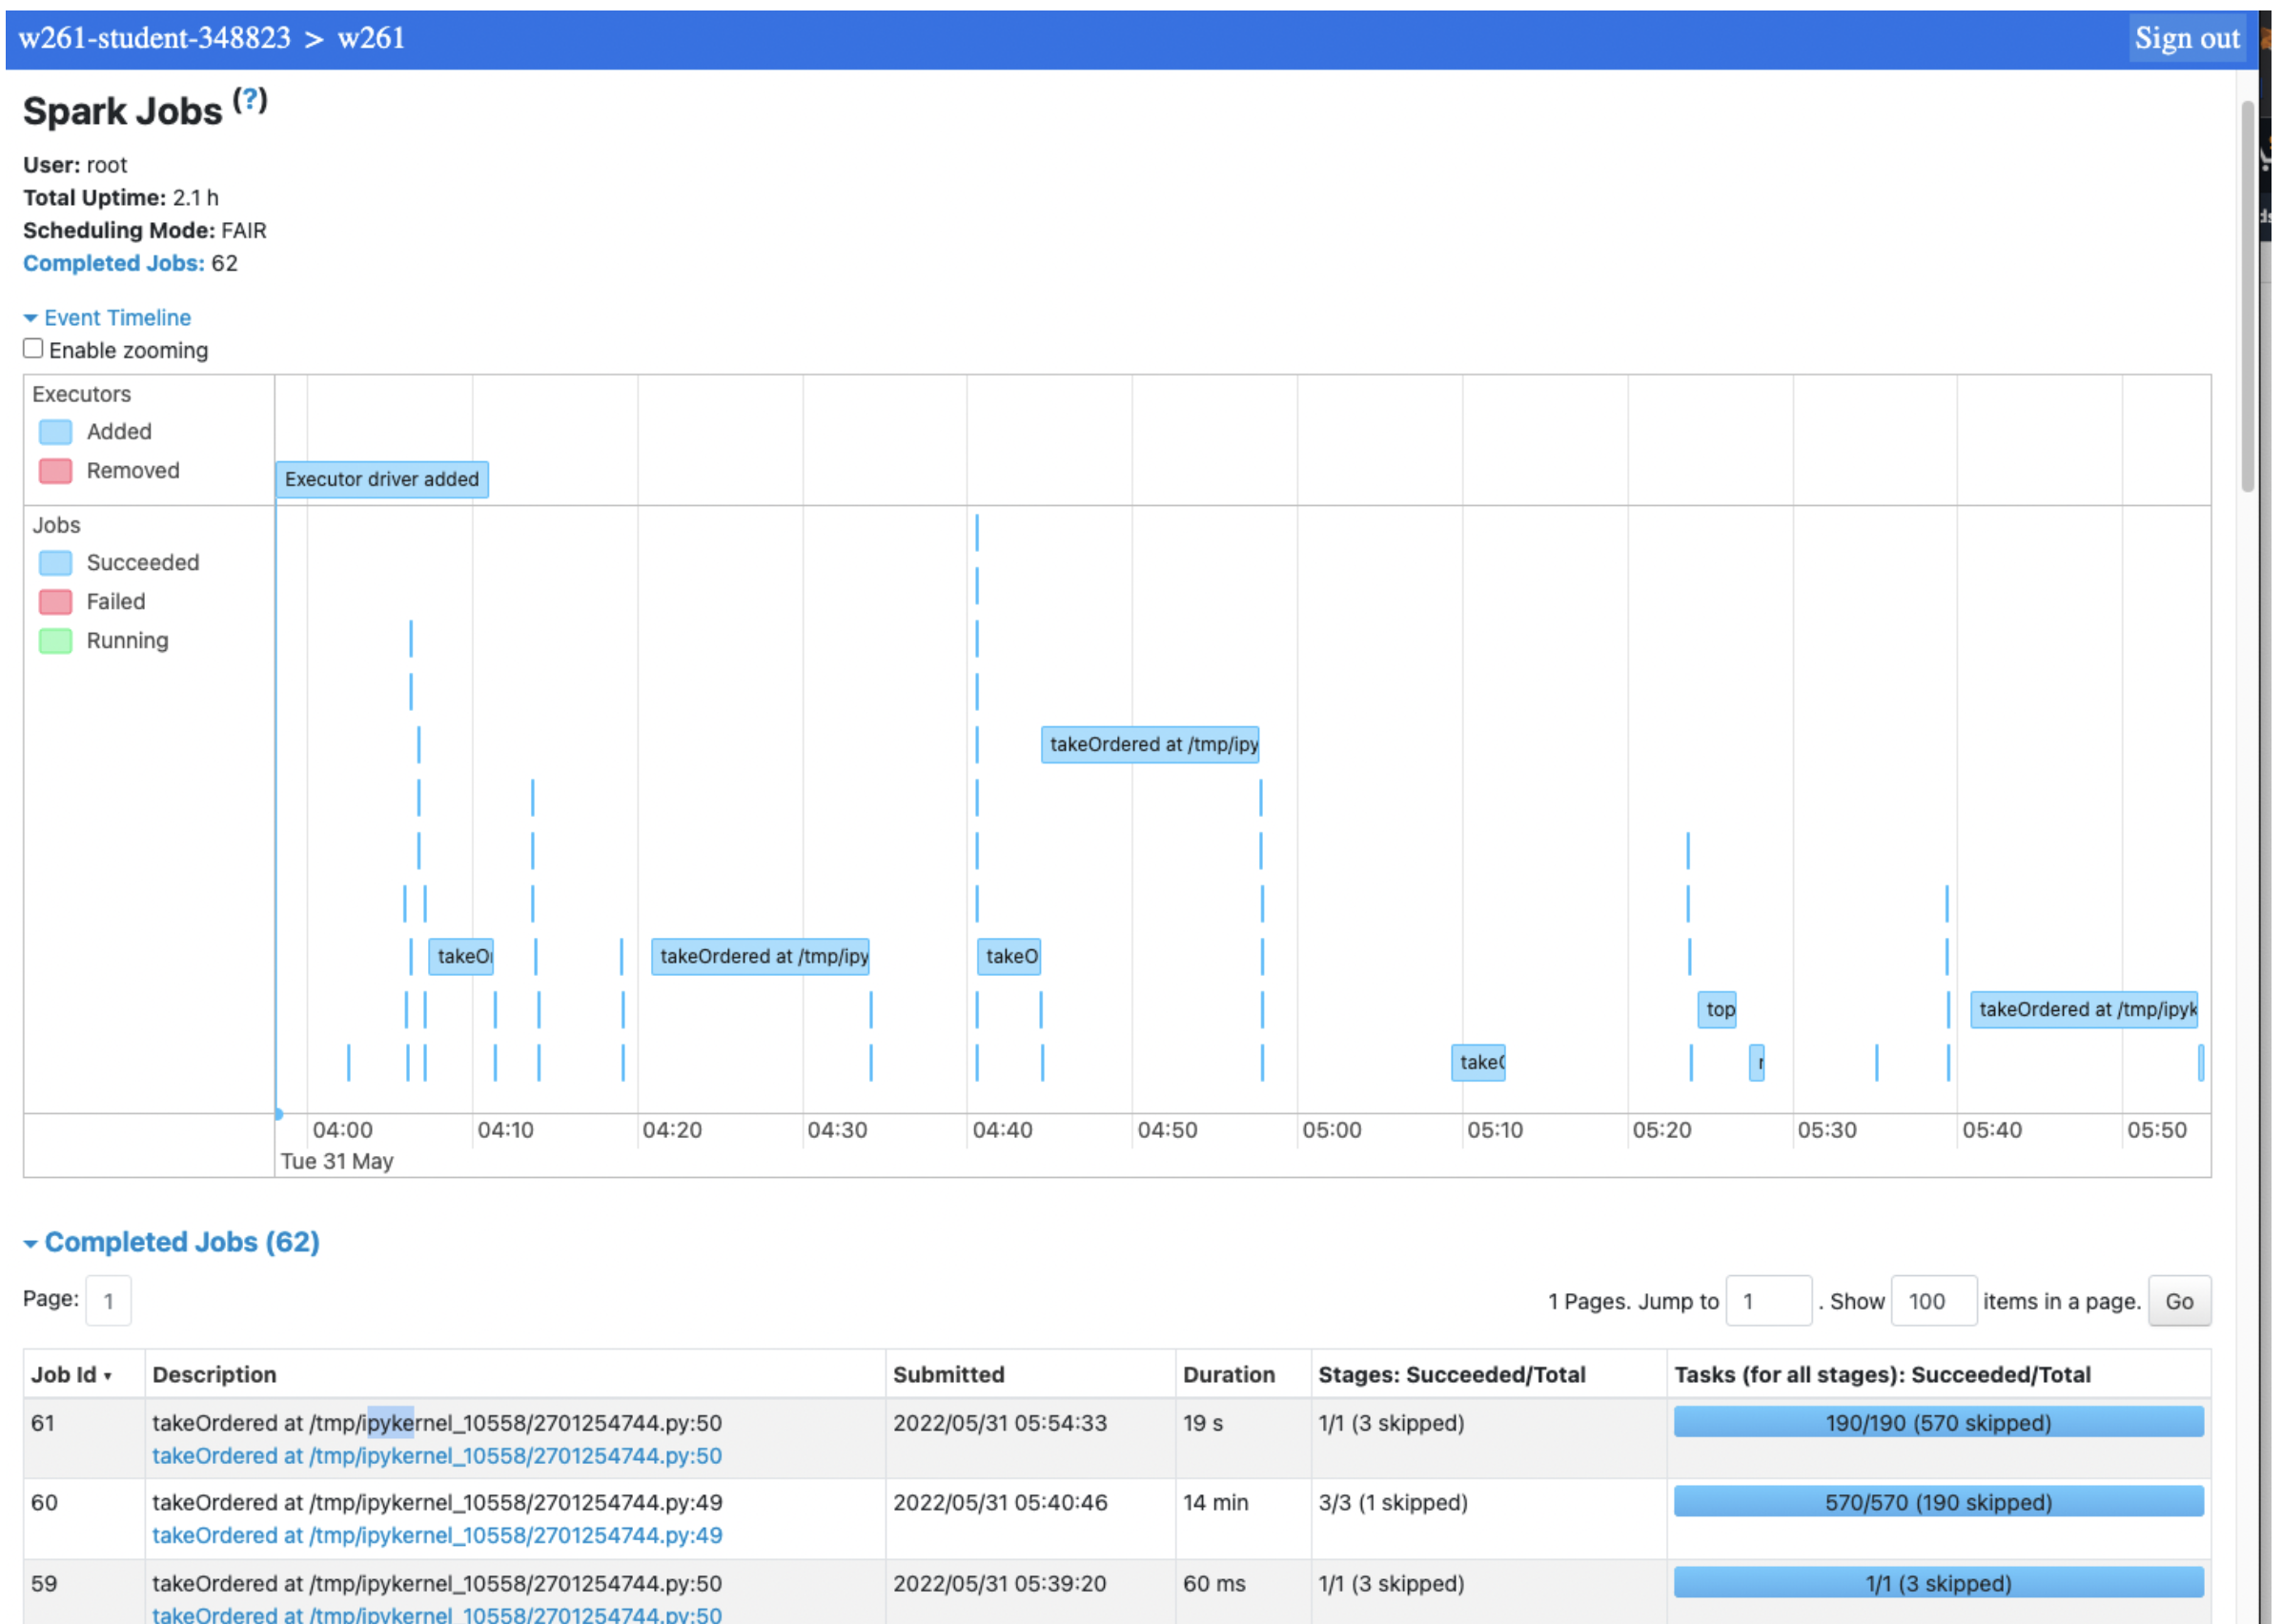 w261-student-348823 > w261
Sign out
Spark Jobs (?)
User: root
Total Uptime: 2.1 h
Scheduling Mode: FAIR
Completed Jobs: 62
Event Timeline
Enable zooming
Executors
Added
Removed
Executor driver added
Jobs
Succeeded
Failed
Running
takeOrdered at /tmp/ipy
takeOr takeOrdered at /tmp/ipy takeO
top takeOrdered at /tmp/ipyk
takeO r
04:00 04:10 04:20 04:30 04:40 04:50 05:00 05:10 05:20 05:30 05:40 05:50
Tue 31 May
Completed Jobs (62)
Page: 1
1 Pages. Jump to 1 . Show 100 items in a page. Go
Job Id ▾ Description Submitted Duration Stages: Succeeded/Total Tasks (for all stages): Succeeded/Total
61 takeOrdered at /tmp/ipykernel_10558/2701254744.py:50 2022/05/31 05:54:33 19 s 1/1 (3 skipped) 190/190 (570 skipped)
takeOrdered at /tmp/ipykernel_10558/2701254744.py:50
60 takeOrdered at /tmp/ipykernel_10558/2701254744.py:49 2022/05/31 05:40:46 14 min 3/3 (1 skipped) 570/570 (190 skipped)
takeOrdered at /tmp/ipykernel_10558/2701254744.py:49
59 takeOrdered at /tmp/ipykernel_10558/2701254744.py:50 2022/05/31 05:39:20 60 ms 1/1 (3 skipped) 1/1 (3 skipped)
takeOrdered at /tmp/ipykernel_10558/2701254744.py:50